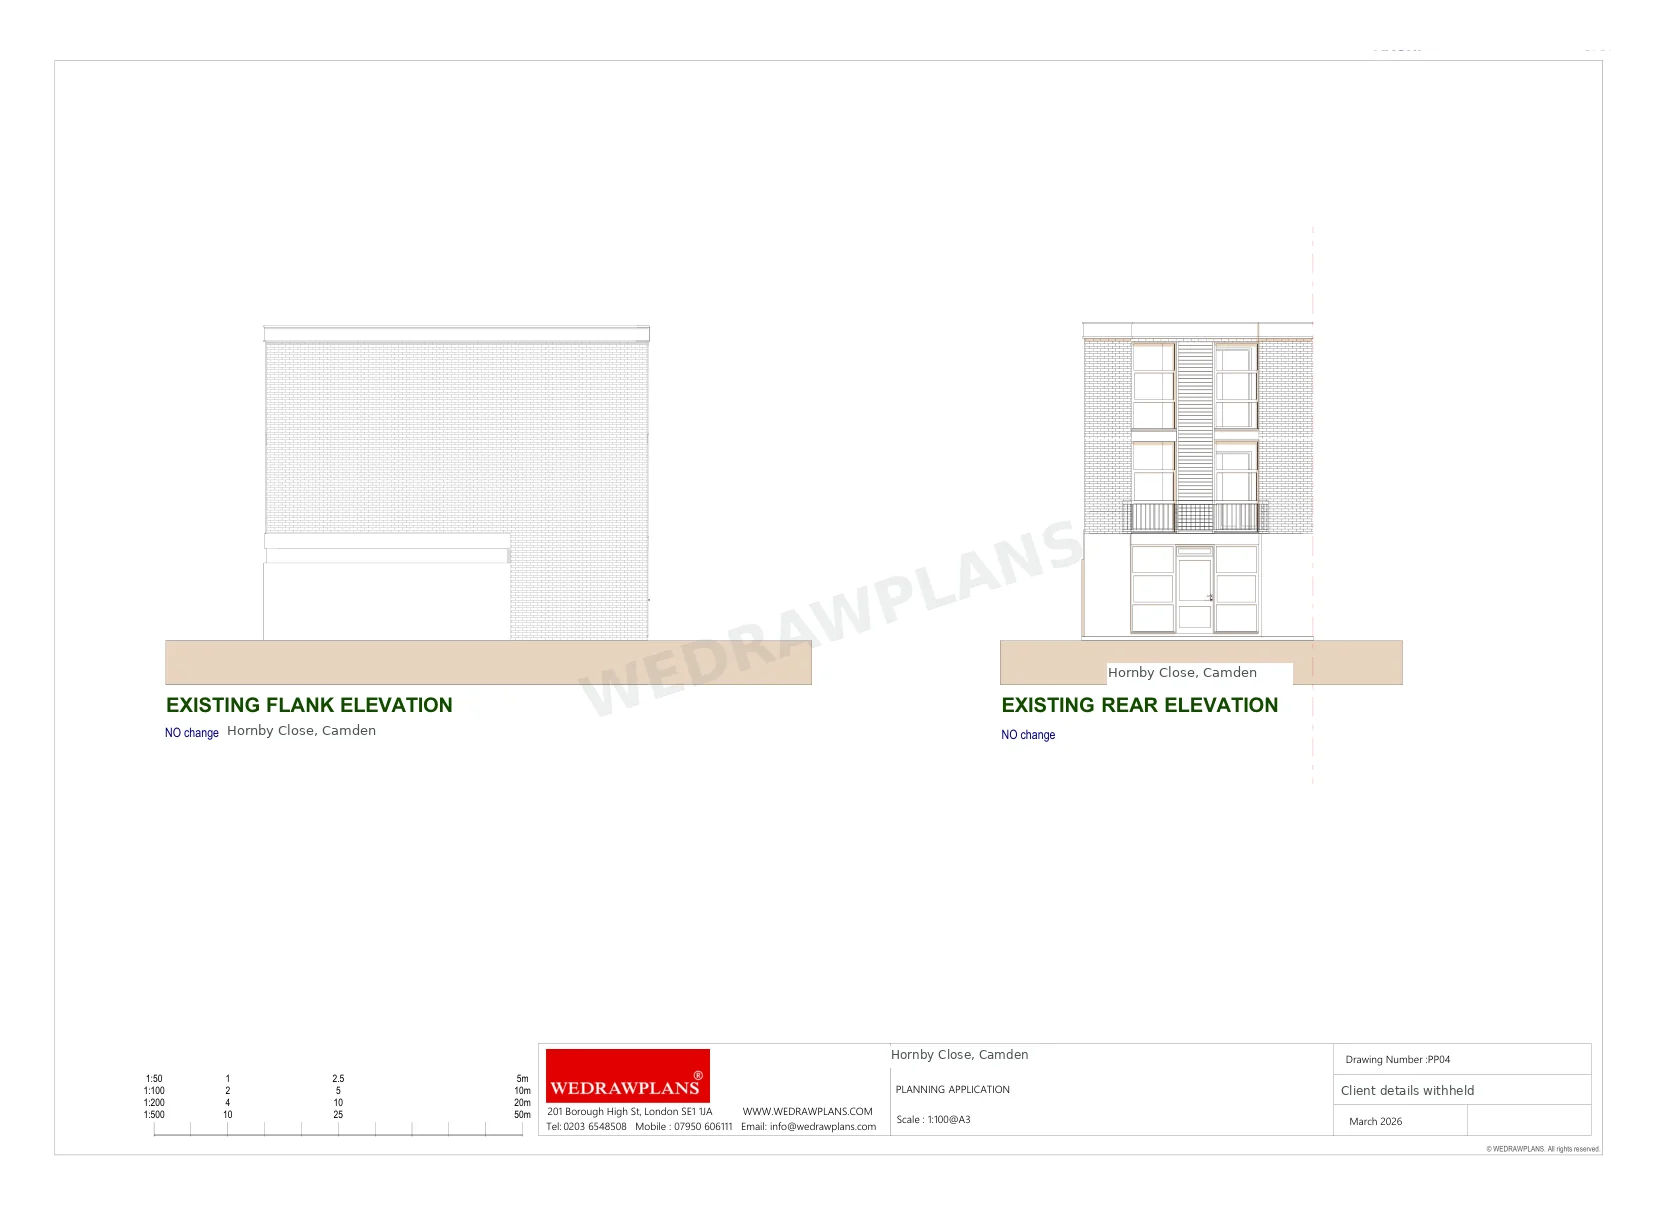 WEDRAWPLANS
Hornby Close, Camden
EXISTING FLANK ELEVATION
NO change Hornby Close, Camden
EXISTING REAR ELEVATION
NO change
1:50 1 2.5 5m
1:100 2 5 10m
1:200 4 10 20m
1:500 10 25 50m
WEDRAWPLANS®
201 Borough High St, London SE1 1JA WWW.WEDRAWPLANS.COM
Tel: 0203 6548508 Mobile : 07950 606111 Email: info@wedrawplans.com
Hornby Close, Camden
PLANNING APPLICATION
Scale : 1:100@A3
Drawing Number :PP04
Client details withheld
March 2026
© WEDRAWPLANS. All rights reserved.